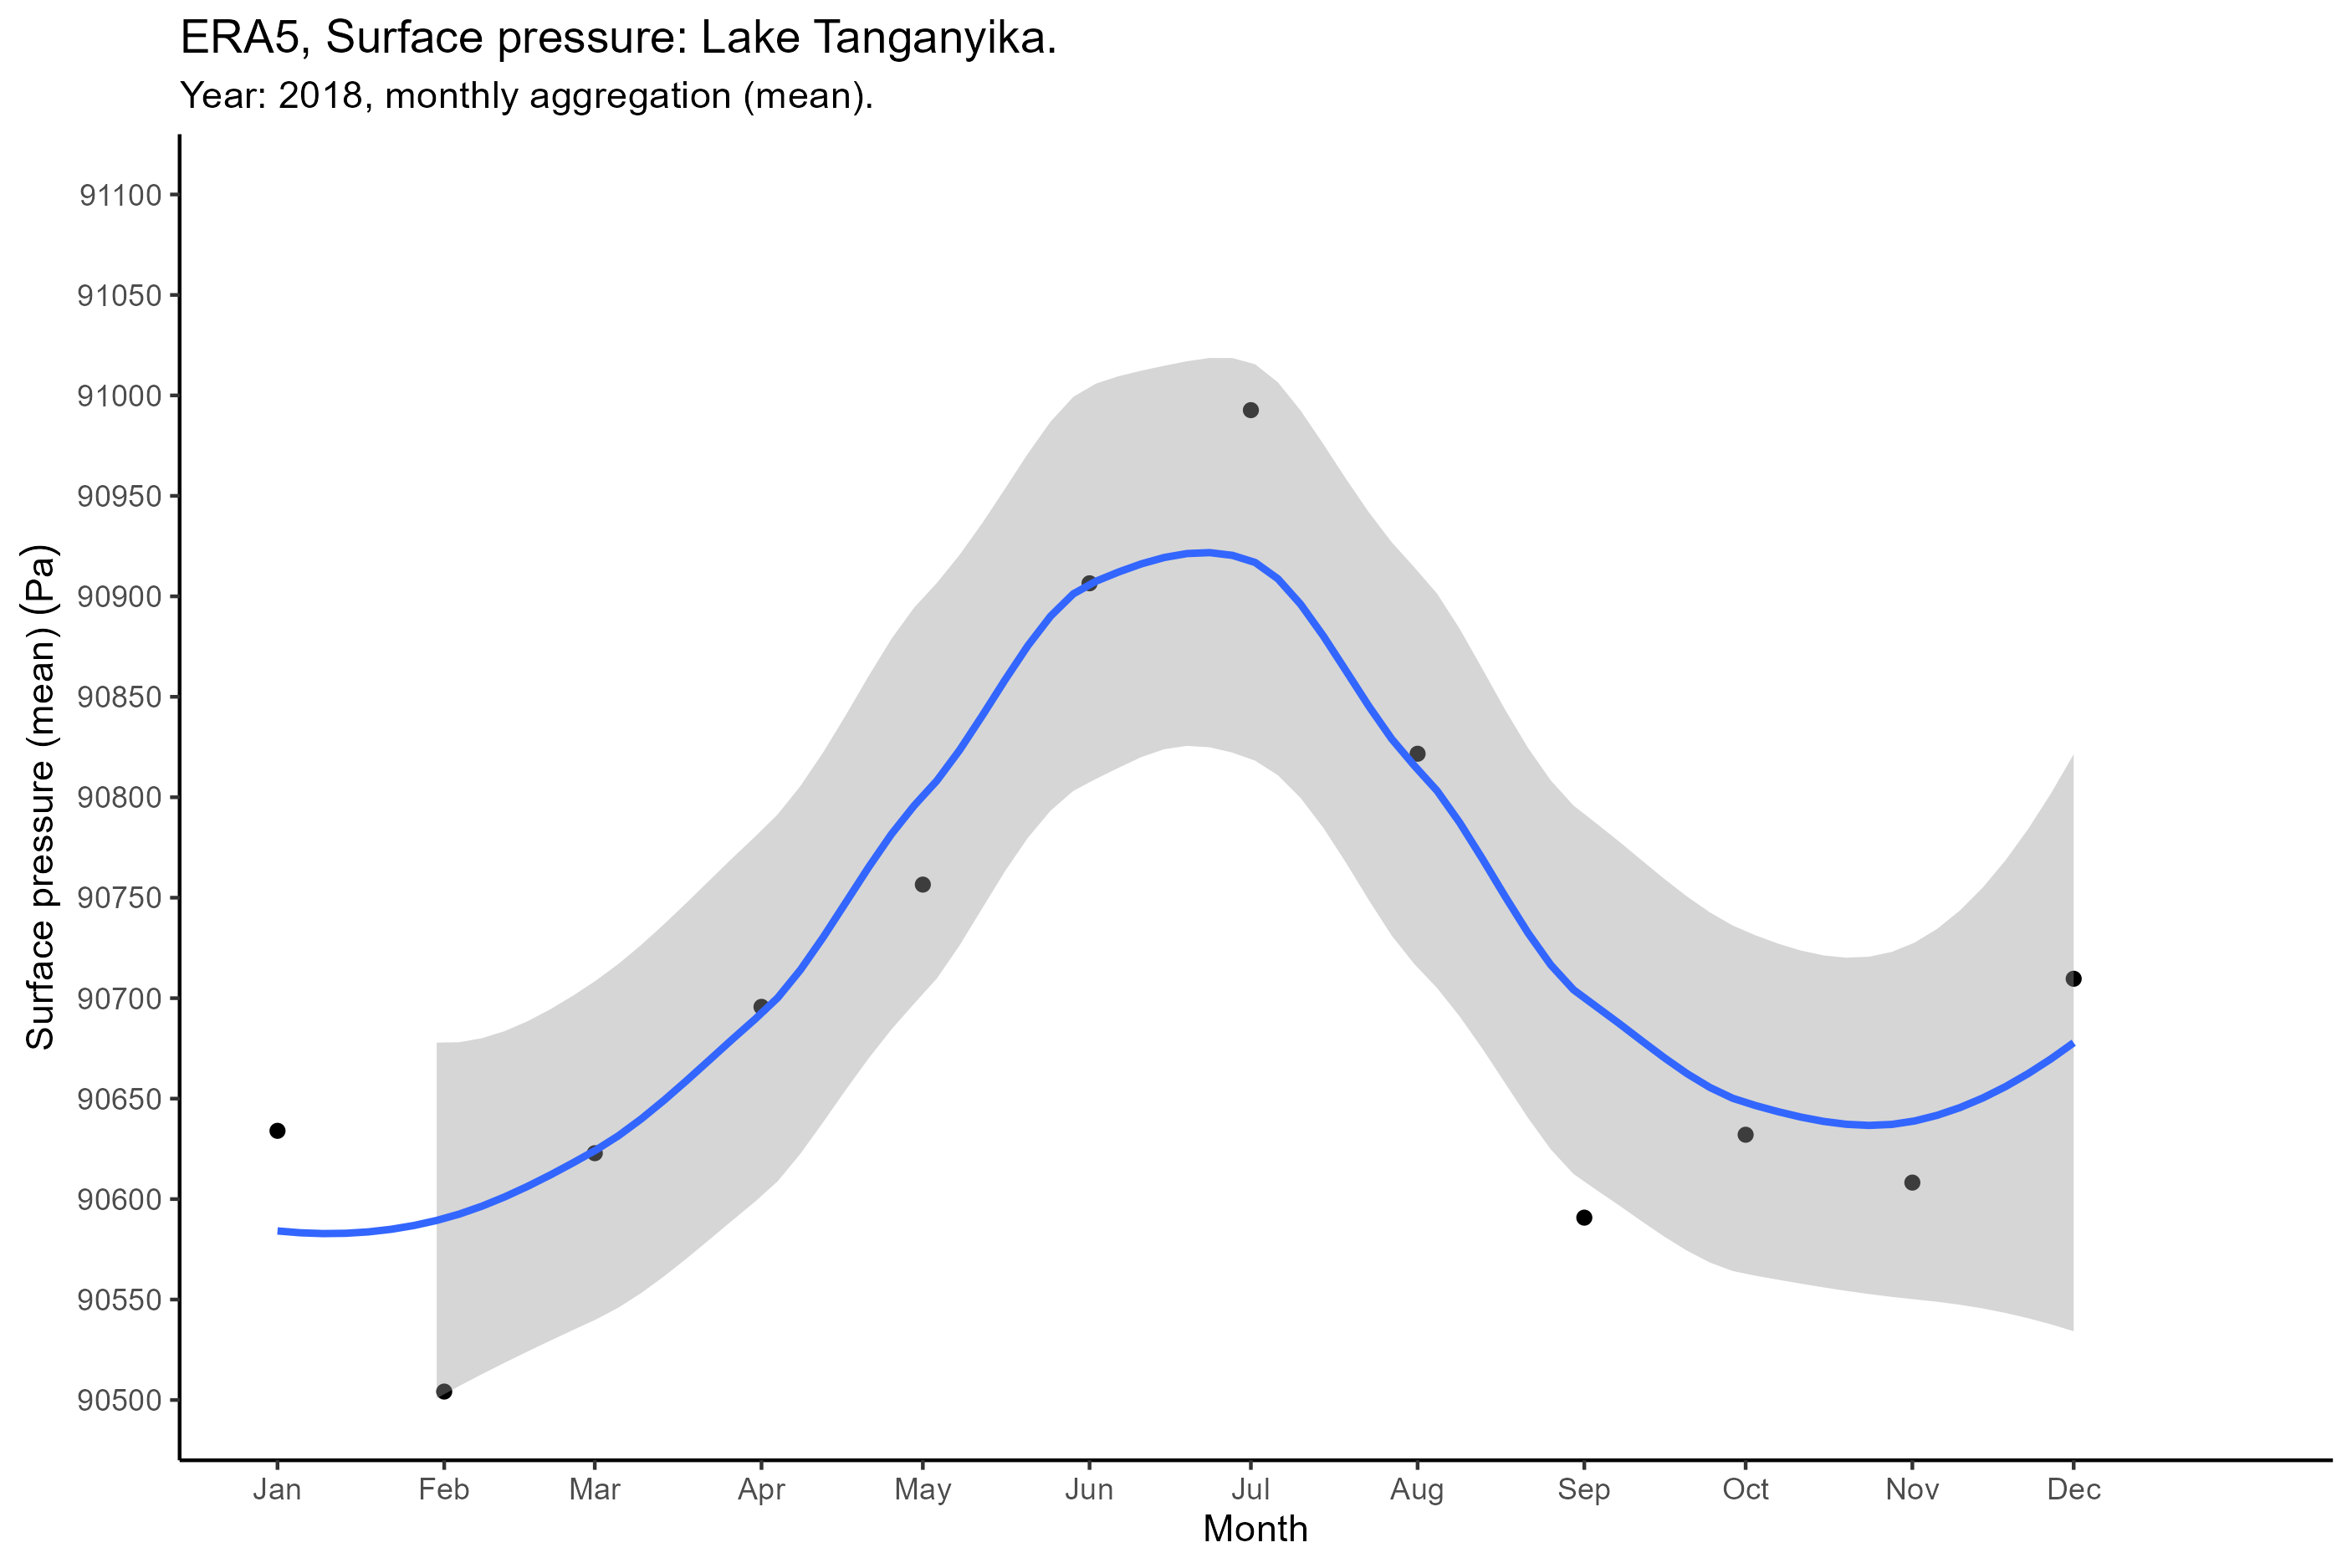 ERA5, Surface pressure: Lake Tanganyika.
Year: 2018, monthly aggregation (mean).
Surface pressure (mean) (Pa)
91100
91050
91000
90950
90900
90850
90800
90750
90700
90650
90600
90550
90500
Jan Feb Mar Apr May Jun Jul Aug Sep Oct Nov Dec
Month